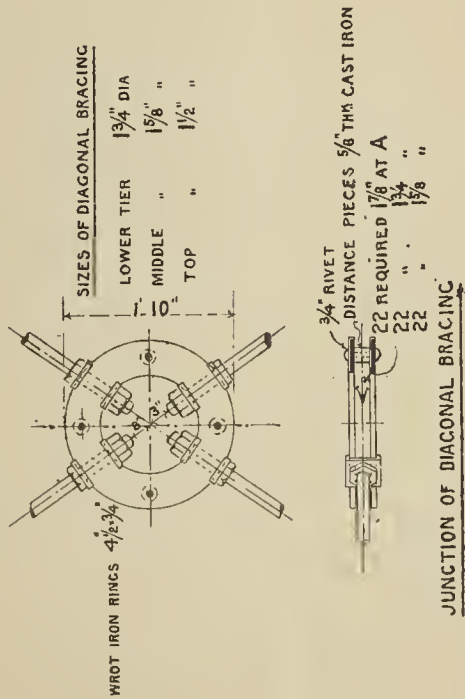 SIZES OF DIAGONAL BRACING
LOWER TIER 1¾" DIA
MIDDLE " 1⅝" "
TOP " 1½" "
1'. 10"
WROT IRON RINGS 4½"×¾"
8"
3"
¾" RIVET
DISTANCE PIECES ⅝" THK CAST IRON
22 REQUIRED 1⅞" AT A
22 " 1¾ "
22 " 1⅝ "
JUNCTION OF DIAGONAL BRACING